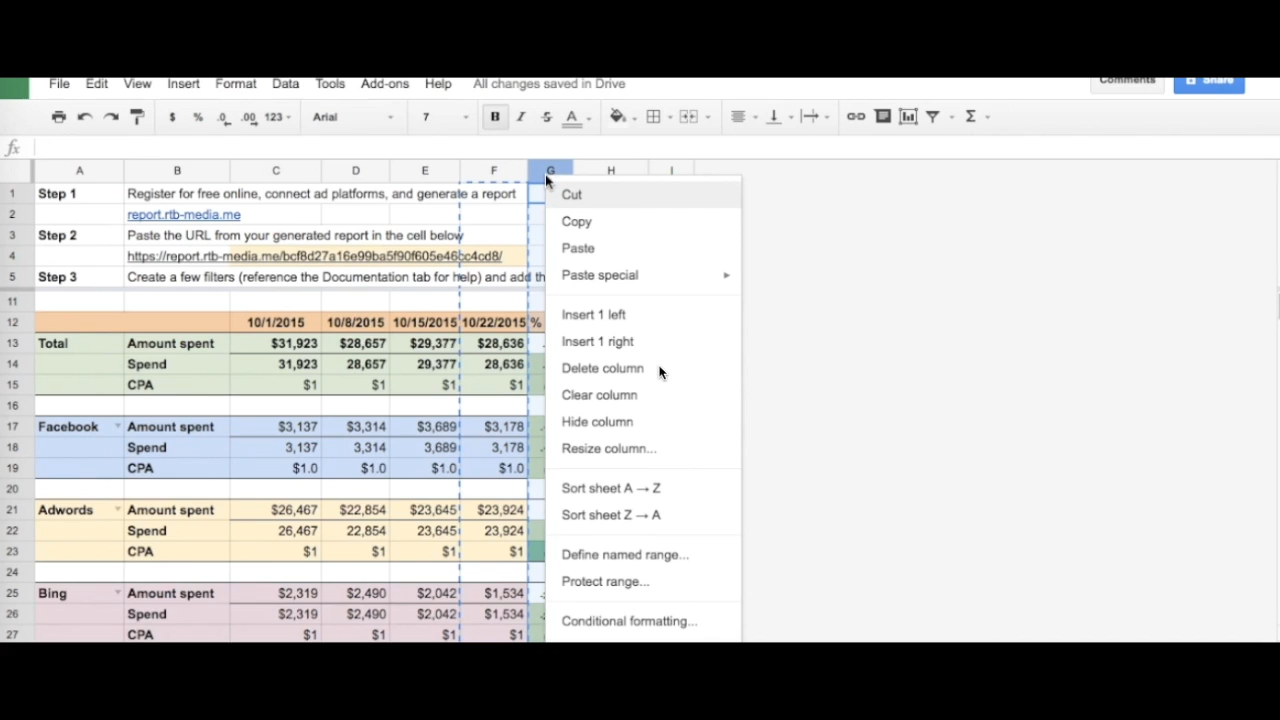 File Edit View Insert Format Data Tools Add-ons Help All changes saved in Drive Comments Share
$ % .0 .00 123 Arial 7 B I S A Σ
fx
A B C D E F G H I
1 Step 1 Register for free online, connect ad platforms, and generate a report
2 report.rtb-media.me
3 Step 2 Paste the URL from your generated report in the cell below
4 https://report.rtb-media.me/bcf8d27a16e99ba5f90f605e46cc4cd8/
5 Step 3 Create a few filters (reference the Documentation tab for help) and add th
11
12 10/1/2015 10/8/2015 10/15/2015 10/22/2015 %
13 Total Amount spent $31,923 $28,657 $29,377 $28,636
14 Spend 31,923 28,657 29,377 28,636
15 CPA $1 $1 $1 $1
16
17 Facebook Amount spent $3,137 $3,314 $3,689 $3,178
18 Spend 3,137 3,314 3,689 3,178
19 CPA $1.0 $1.0 $1.0 $1.0
20
21 Adwords Amount spent $26,467 $22,854 $23,645 $23,924
22 Spend 26,467 22,854 23,645 23,924
23 CPA $1 $1 $1 $1
24
25 Bing Amount spent $2,319 $2,490 $2,042 $1,534
26 Spend $2,319 $2,490 $2,042 $1,534
27 CPA $1 $1 $1 $1
Cut
Copy
Paste
Paste special
Insert 1 left
Insert 1 right
Delete column
Clear column
Hide column
Resize column...
Sort sheet A → Z
Sort sheet Z → A
Define named range...
Protect range...
Conditional formatting...